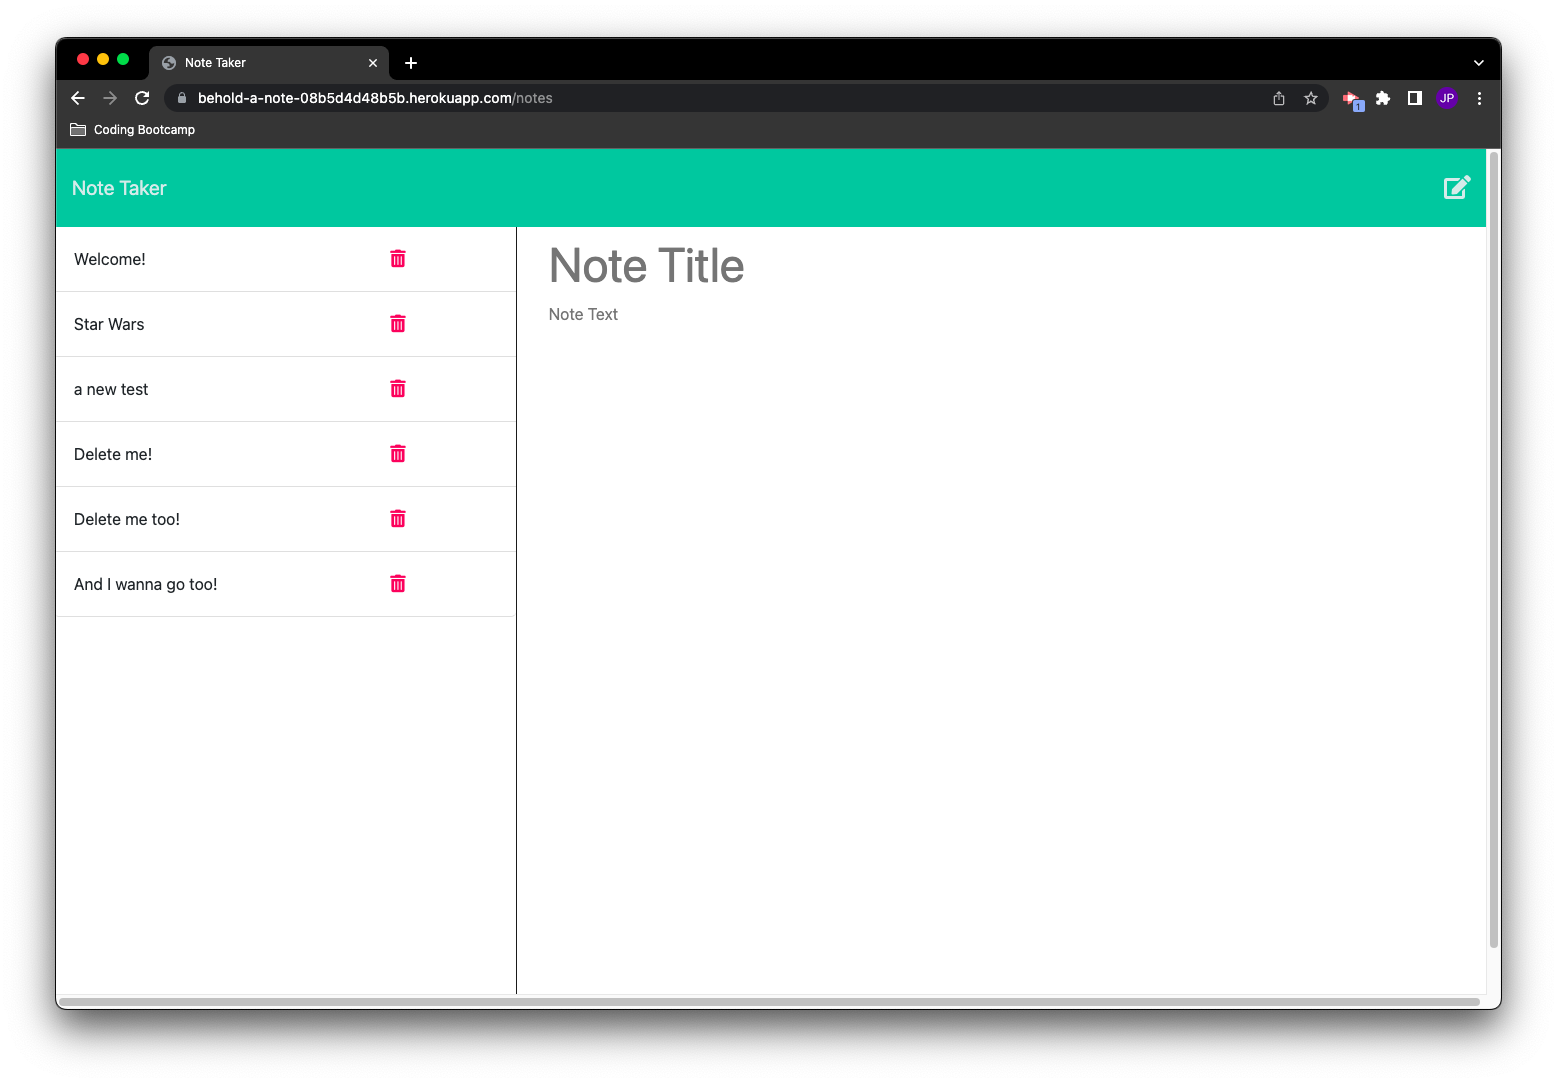 Note Taker
behold-a-note-08b5d4d48b5b.herokuapp.com/notes
1
JP
Coding Bootcamp
Note Taker
Welcome!
Star Wars
a new test
Delete me!
Delete me too!
And I wanna go too!
Note Title
Note Text